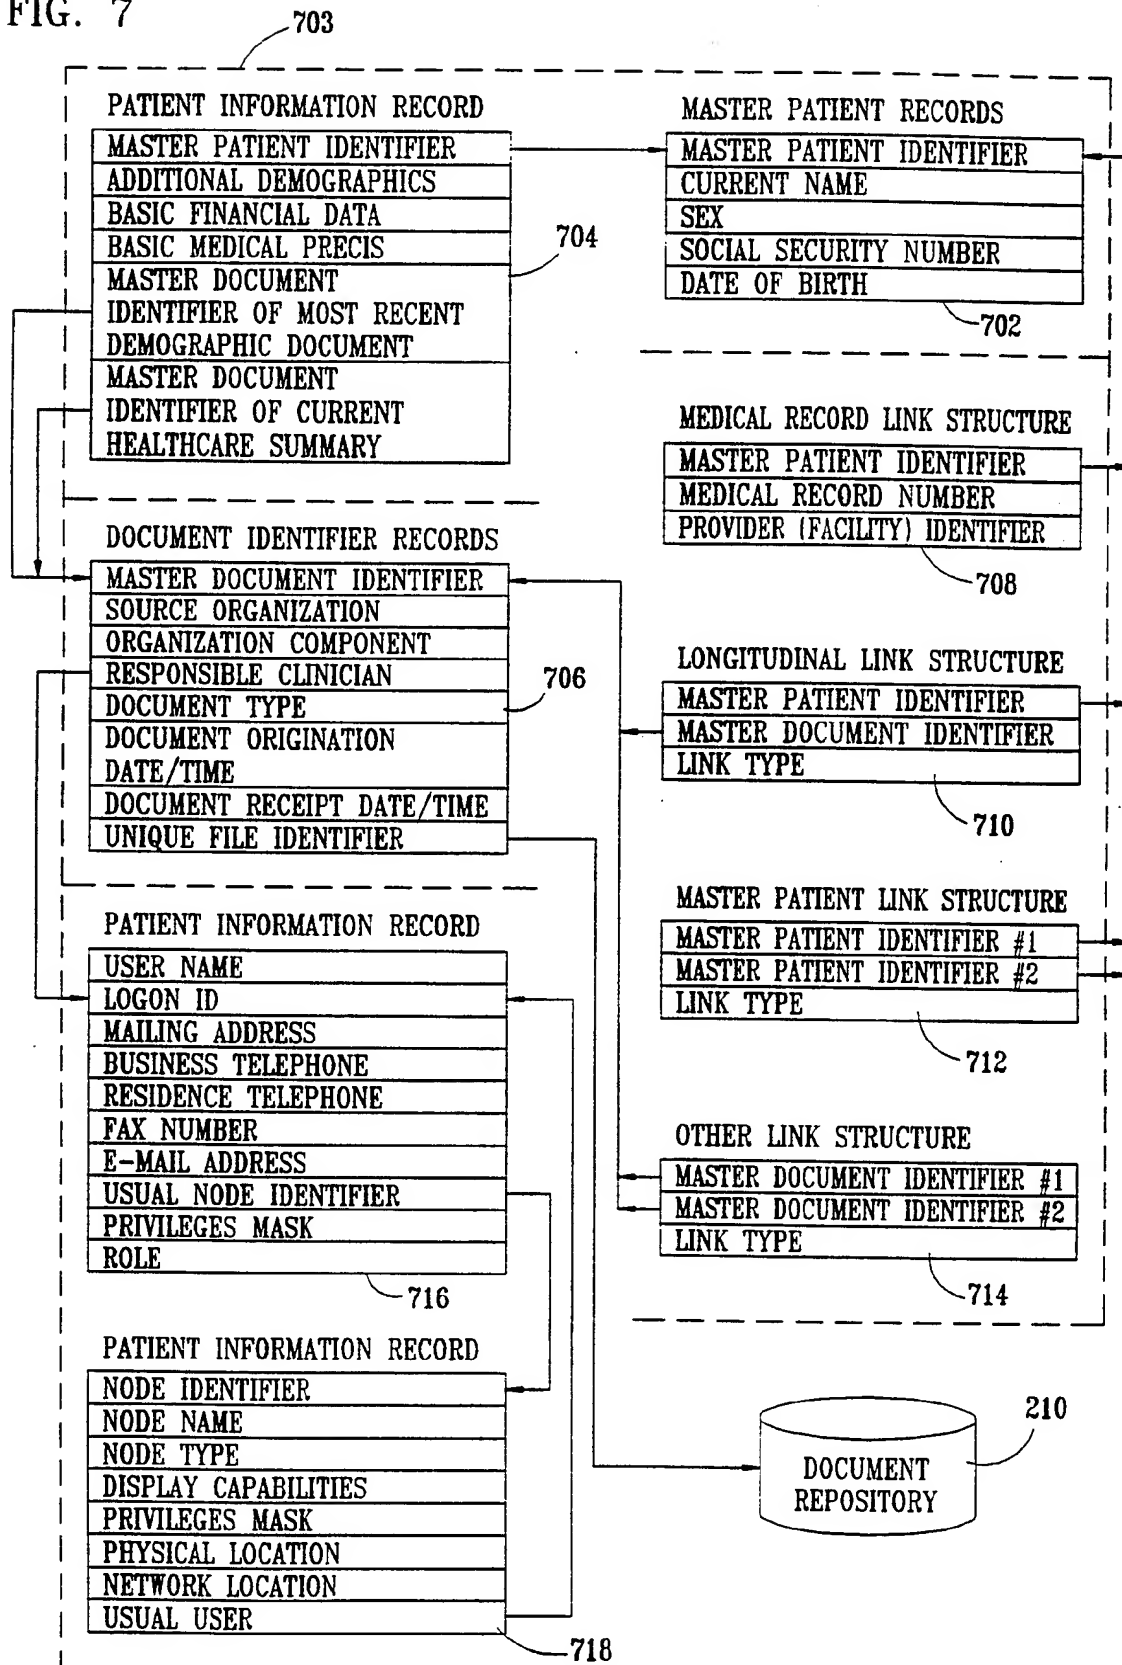 FIG. 7
703
PATIENT INFORMATION RECORD
MASTER PATIENT IDENTIFIER
ADDITIONAL DEMOGRAPHICS
BASIC FINANCIAL DATA
BASIC MEDICAL PRECIS
MASTER DOCUMENT
IDENTIFIER OF MOST RECENT
DEMOGRAPHIC DOCUMENT
MASTER DOCUMENT
IDENTIFIER OF CURRENT
HEALTHCARE SUMMARY
704
MASTER PATIENT RECORDS
MASTER PATIENT IDENTIFIER
CURRENT NAME
SEX
SOCIAL SECURITY NUMBER
DATE OF BIRTH
702
MEDICAL RECORD LINK STRUCTURE
MASTER PATIENT IDENTIFIER
MEDICAL RECORD NUMBER
PROVIDER (FACILITY) IDENTIFIER
708
DOCUMENT IDENTIFIER RECORDS
MASTER DOCUMENT IDENTIFIER
SOURCE ORGANIZATION
ORGANIZATION COMPONENT
RESPONSIBLE CLINICIAN
DOCUMENT TYPE
DOCUMENT ORIGINATION
DATE/TIME
DOCUMENT RECEIPT DATE/TIME
UNIQUE FILE IDENTIFIER
706
LONGITUDINAL LINK STRUCTURE
MASTER PATIENT IDENTIFIER
MASTER DOCUMENT IDENTIFIER
LINK TYPE
710
MASTER PATIENT LINK STRUCTURE
MASTER PATIENT IDENTIFIER #1
MASTER PATIENT IDENTIFIER #2
LINK TYPE
712
PATIENT INFORMATION RECORD
USER NAME
LOGON ID
MAILING ADDRESS
BUSINESS TELEPHONE
RESIDENCE TELEPHONE
FAX NUMBER
E-MAIL ADDRESS
USUAL NODE IDENTIFIER
PRIVILEGES MASK
ROLE
716
OTHER LINK STRUCTURE
MASTER DOCUMENT IDENTIFIER #1
MASTER DOCUMENT IDENTIFIER #2
LINK TYPE
714
PATIENT INFORMATION RECORD
NODE IDENTIFIER
NODE NAME
NODE TYPE
DISPLAY CAPABILITIES
PRIVILEGES MASK
PHYSICAL LOCATION
NETWORK LOCATION
USUAL USER
718
210
DOCUMENT
REPOSITORY